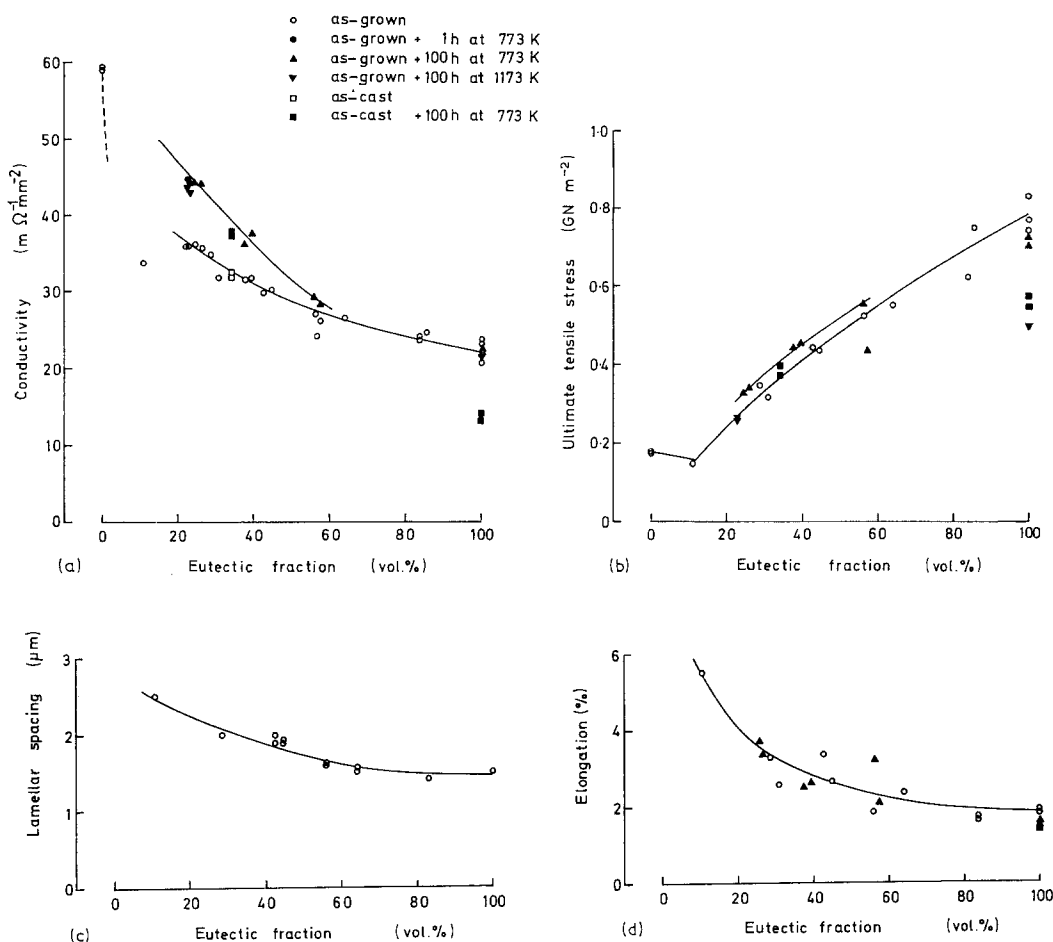 as-grown
as-grown + 1h at 773 K
as-grown +100h at 773 K
as-grown +100h at 1173 K
as-cast
as-cast +100h at 773 K
60
50
40
30
20
10
0
Conductivity (m Ω⁻¹mm⁻²)
0 20 40 60 80 100
(a) Eutectic fraction (vol.%)
1·0
0·8
0·6
0·4
0·2
0
Ultimate tensile stress (GN m⁻²)
0 20 40 60 80 100
(b) Eutectic fraction (vol.%)
3
2
1
0
Lamellar spacing (µm)
0 20 40 60 80 100
(c) Eutectic fraction (vol.%)
6
4
2
0
Elongation (%)
0 20 40 60 80 100
(d) Eutectic fraction (vol.%)